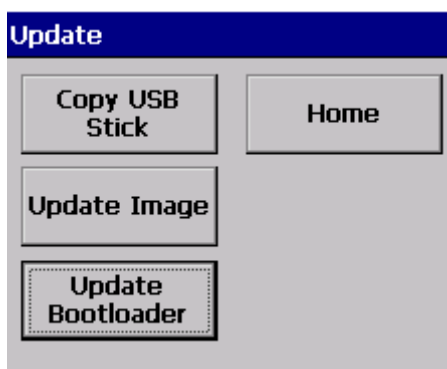 Update
Copy USB
Stick
Home
Update Image
Update
Bootloader